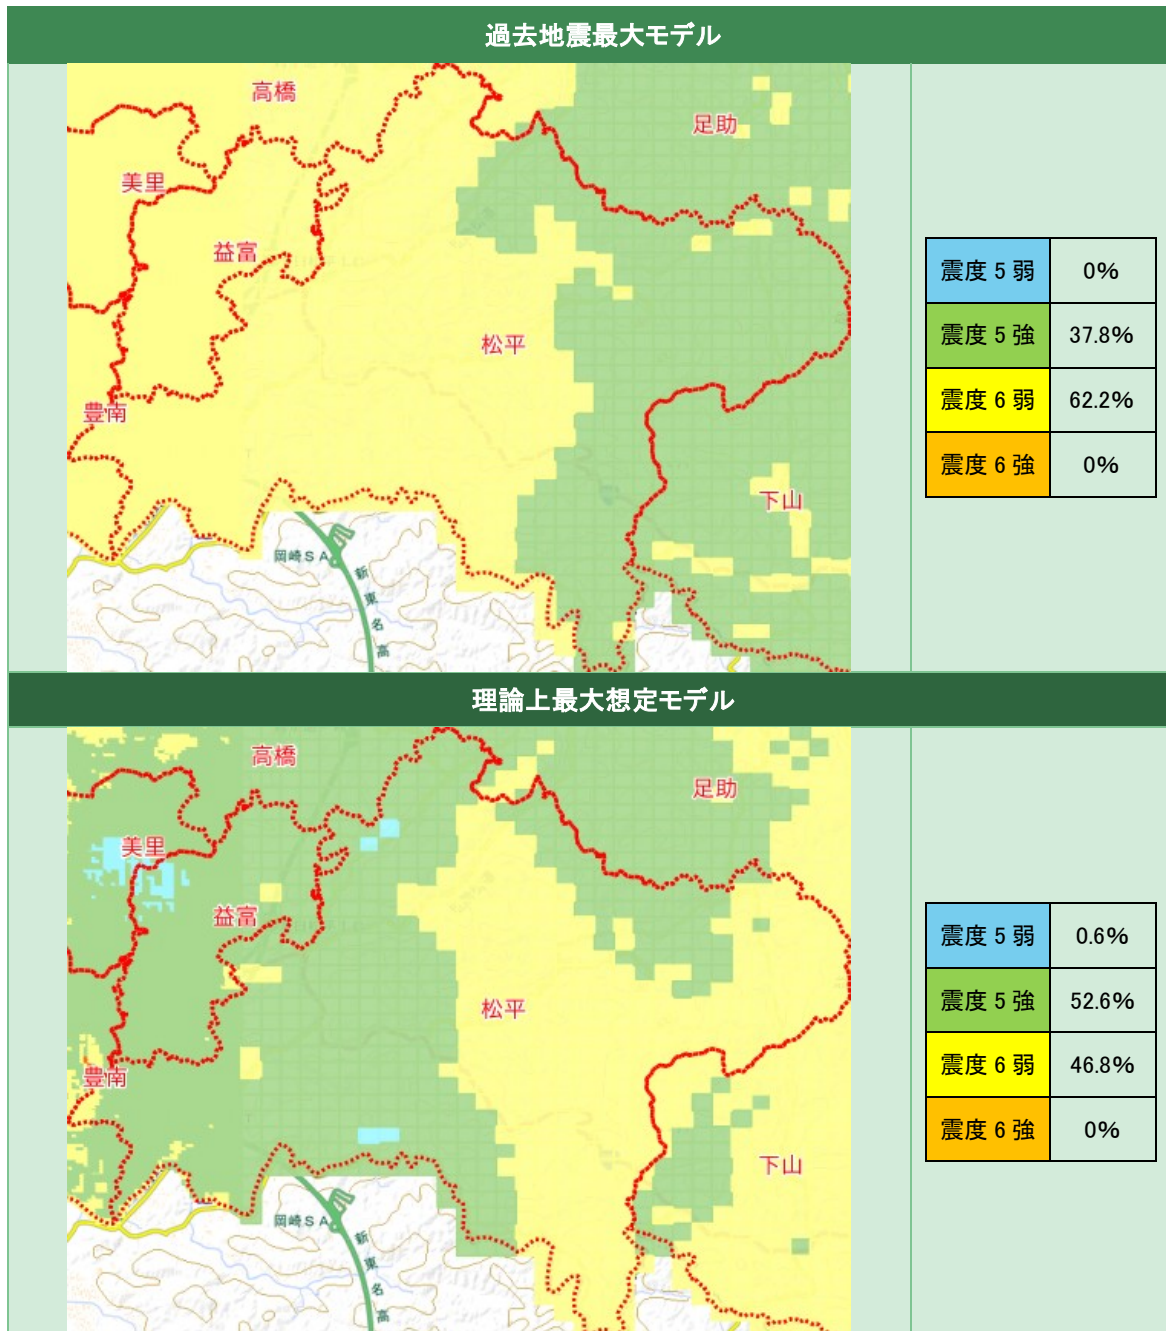 過去地震最大モデル
高橋
足助
美里
益富
松平
豊南
下山
岡崎SA
新東名高
震度5弱 0%
震度5強 37.8%
震度6弱 62.2%
震度6強 0%
理論上最大想定モデル
高橋
足助
美里
益富
松平
豊南
下山
岡崎SA
新東名高
震度5弱 0.6%
震度5強 52.6%
震度6弱 46.8%
震度6強 0%